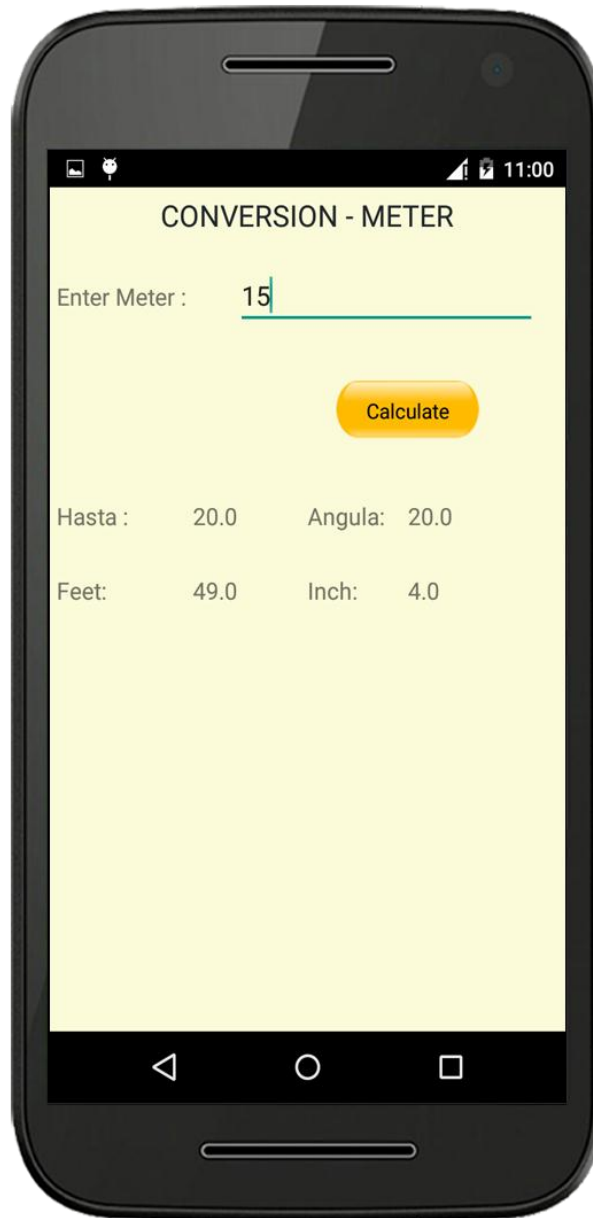 11:00
CONVERSION - METER
Enter Meter : 15
Calculate
Hasta : 20.0 Angula: 20.0
Feet: 49.0 Inch: 4.0